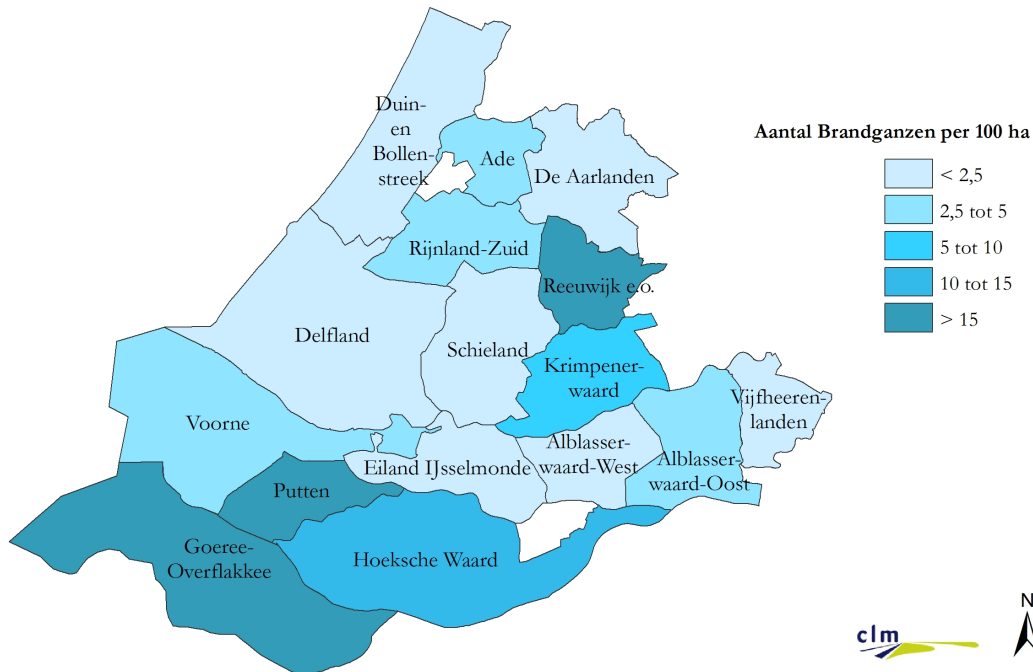 Duin-
en
Bollen-
streek
Ade
De Aarlanden
Rijnland-Zuid
Reeuwijk e.o.
Delfland
Schieland
Krimpener-
waard
Vijfheeren-
landen
Voorne
Alblasser-
waard-West
Alblasser-
waard-Oost
Eiland IJsselmonde
Putten
Goeree-
Overflakkee
Hoeksche Waard
Aantal Brandganzen per 100 ha
< 2,5
2,5 tot 5
5 tot 10
10 tot 15
> 15
clm
N